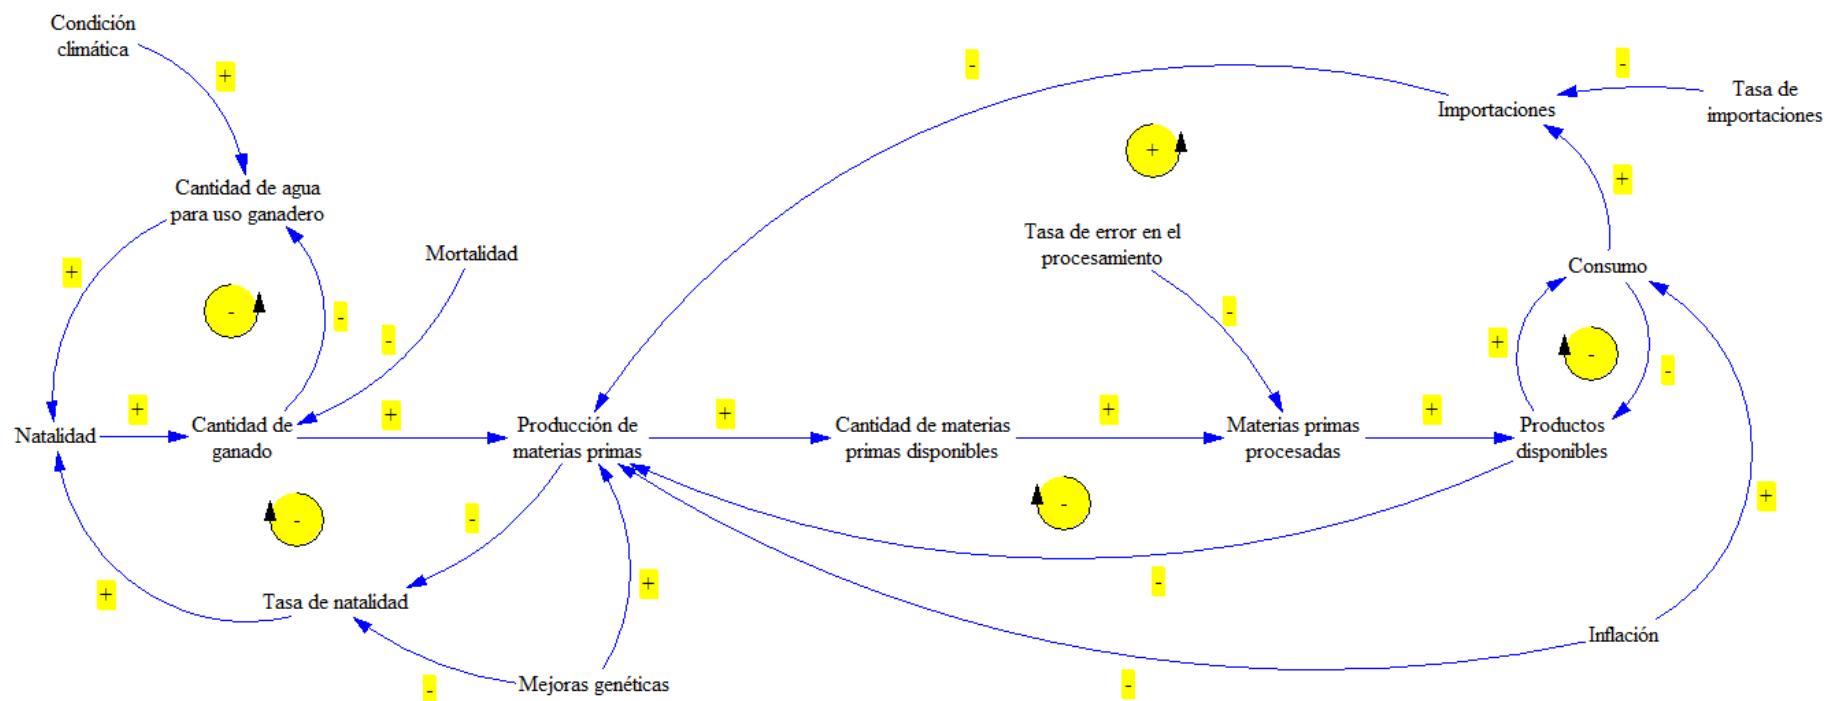 Condición
climática
+
-
-
Importaciones
Tasa de
importaciones
+
Cantidad de agua
para uso ganadero
+
Tasa de error en el
procesamiento
Mortalidad
Consumo
+
-
-
-
-
+
-
-
+
Natalidad
+
Cantidad de
ganado
+
Producción de
materias primas
+
Cantidad de materias
primas disponibles
+
Materias primas
procesadas
+
Productos
disponibles
-
-
-
+
+
-
+
Tasa de natalidad
Inflación
-
Mejoras genéticas
-